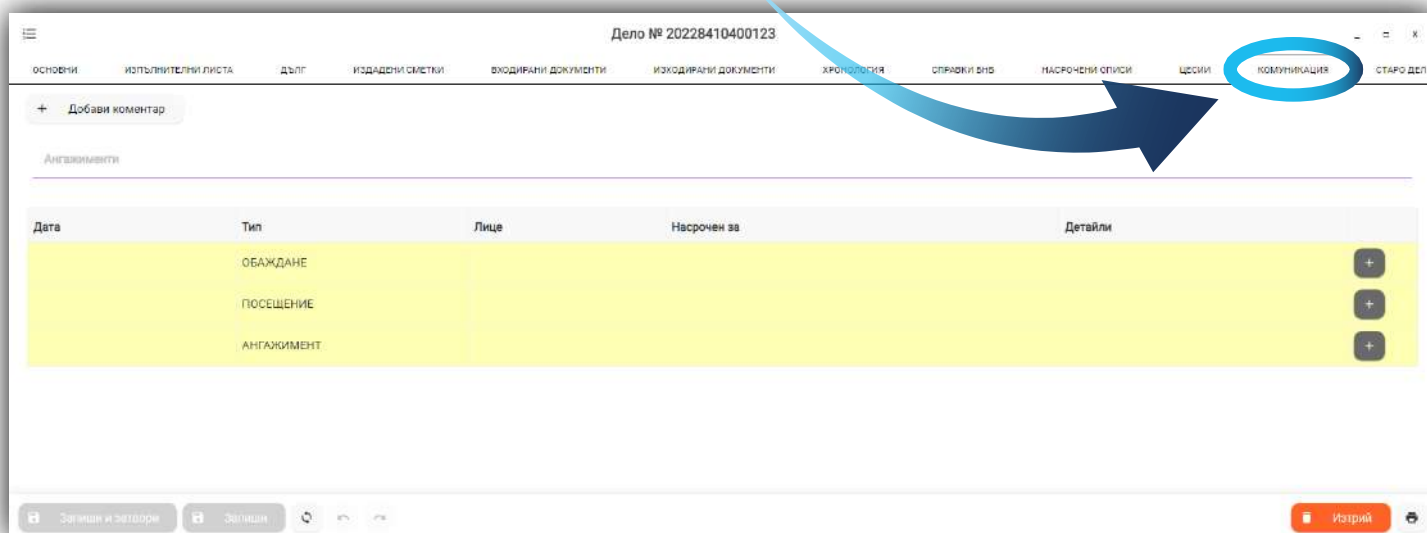 Дело № 20228410400123
ОСНОВНИ ИЗПЪЛНИТЕЛНИ ЛИСТА ДЪЛГ ИЗДАДЕНИ СМЕТКИ ВХОДИРАНИ ДОКУМЕНТИ ИЗХОДИРАНИ ДОКУМЕНТИ ХРОНОЛОГИЯ СПРАВКИ БНБ НАСРОЧЕНИ ОПИСИ ЦЕСИИ КОМУНИКАЦИЯ СТАРО ДЕЛ
+ Добави коментар
Ангажименти
Дата Тип Лице Насрочен за Детайли
ОБАЖДАНЕ +
ПОСЕЩЕНИЕ +
АНГАЖИМЕНТ +
Запиши и затвори Запиши Изтрий